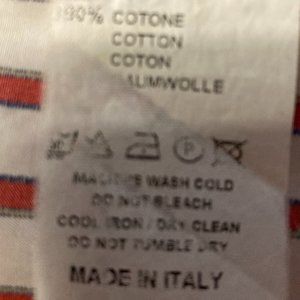 100% COTONE
COTTON
COTON
BAUMWOLLE
P
MACHINE WASH COLD
DO NOT BLEACH
COOL IRON / DRY CLEAN
DO NOT TUMBLE DRY
MADE IN ITALY